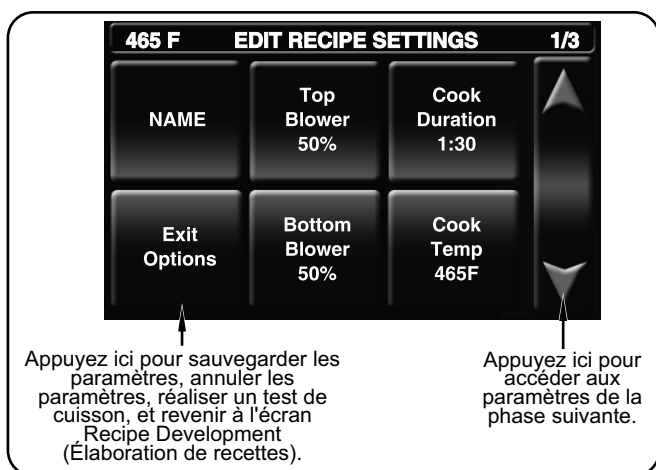 465 F EDIT RECIPE SETTINGS 1/3
NAME
Top
Blower
50%
Cook
Duration
1:30
Exit
Options
Bottom
Blower
50%
Cook
Temp
465F
Appuyez ici pour sauvegarder les
paramètres, annuler les
paramètres, réaliser un test de
cuisson, et revenir à l'écran
Recipe Development
(Élaboration de recettes).
Appuyez ici pour
accéder aux
paramètres de la
phase suivante.